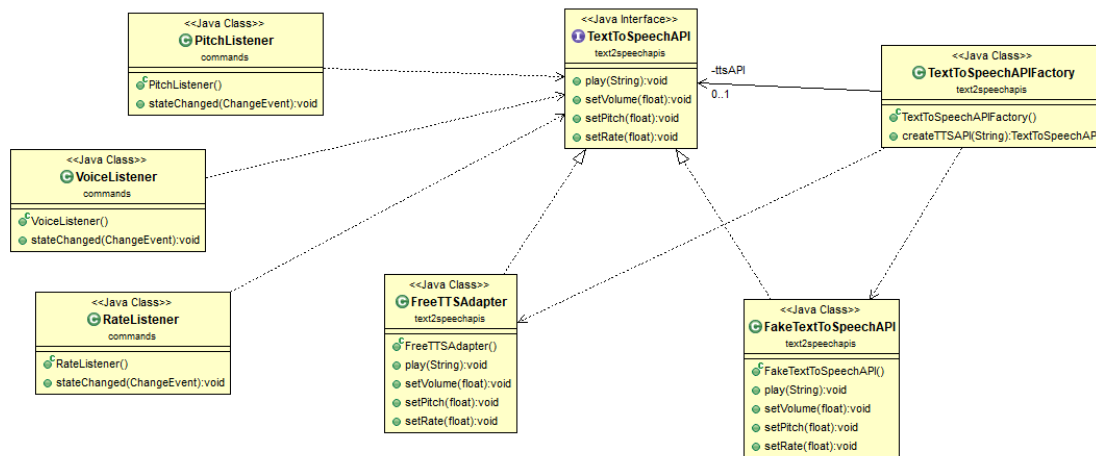 <<Java Class>>
PitchListener
commands
PitchListener()
stateChanged(ChangeEvent):void
<<Java Interface>>
TextToSpeechAPI
text2speechapis
play(String):void
setVolume(float):void
setPitch(float):void
setRate(float):void
-ttsAPI
0..1
<<Java Class>>
TextToSpeechAPIFactory
text2speechapis
TextToSpeechAPIFactory()
createTTSAPI(String):TextToSpeechAPI
<<Java Class>>
VoiceListener
commands
VoiceListener()
stateChanged(ChangeEvent):void
<<Java Class>>
RateListener
commands
RateListener()
stateChanged(ChangeEvent):void
<<Java Class>>
FreeTTSAdapter
text2speechapis
FreeTTSAdapter()
play(String):void
setVolume(float):void
setPitch(float):void
setRate(float):void
<<Java Class>>
FakeTextToSpeechAPI
text2speechapis
FakeTextToSpeechAPI()
play(String):void
setVolume(float):void
setPitch(float):void
setRate(float):void